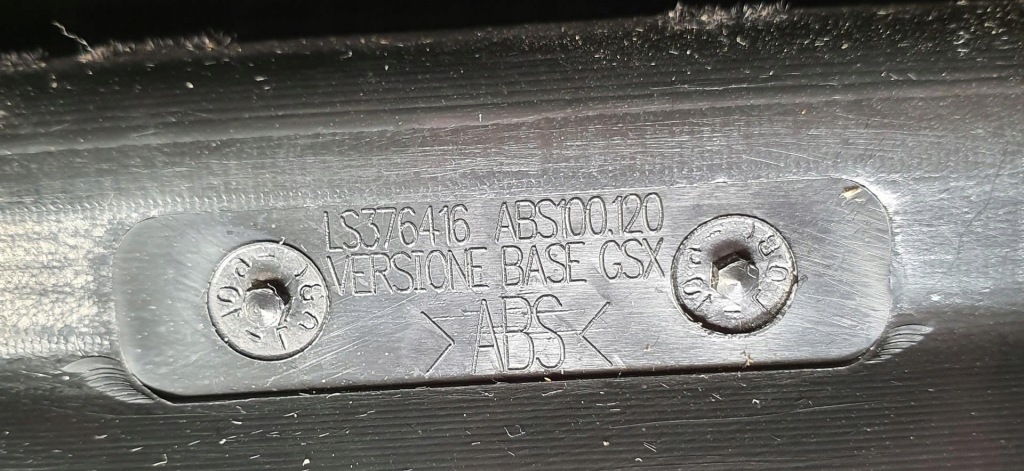 LS376416 ABS100.120
VERSIONE BASE GSX
>ABS<